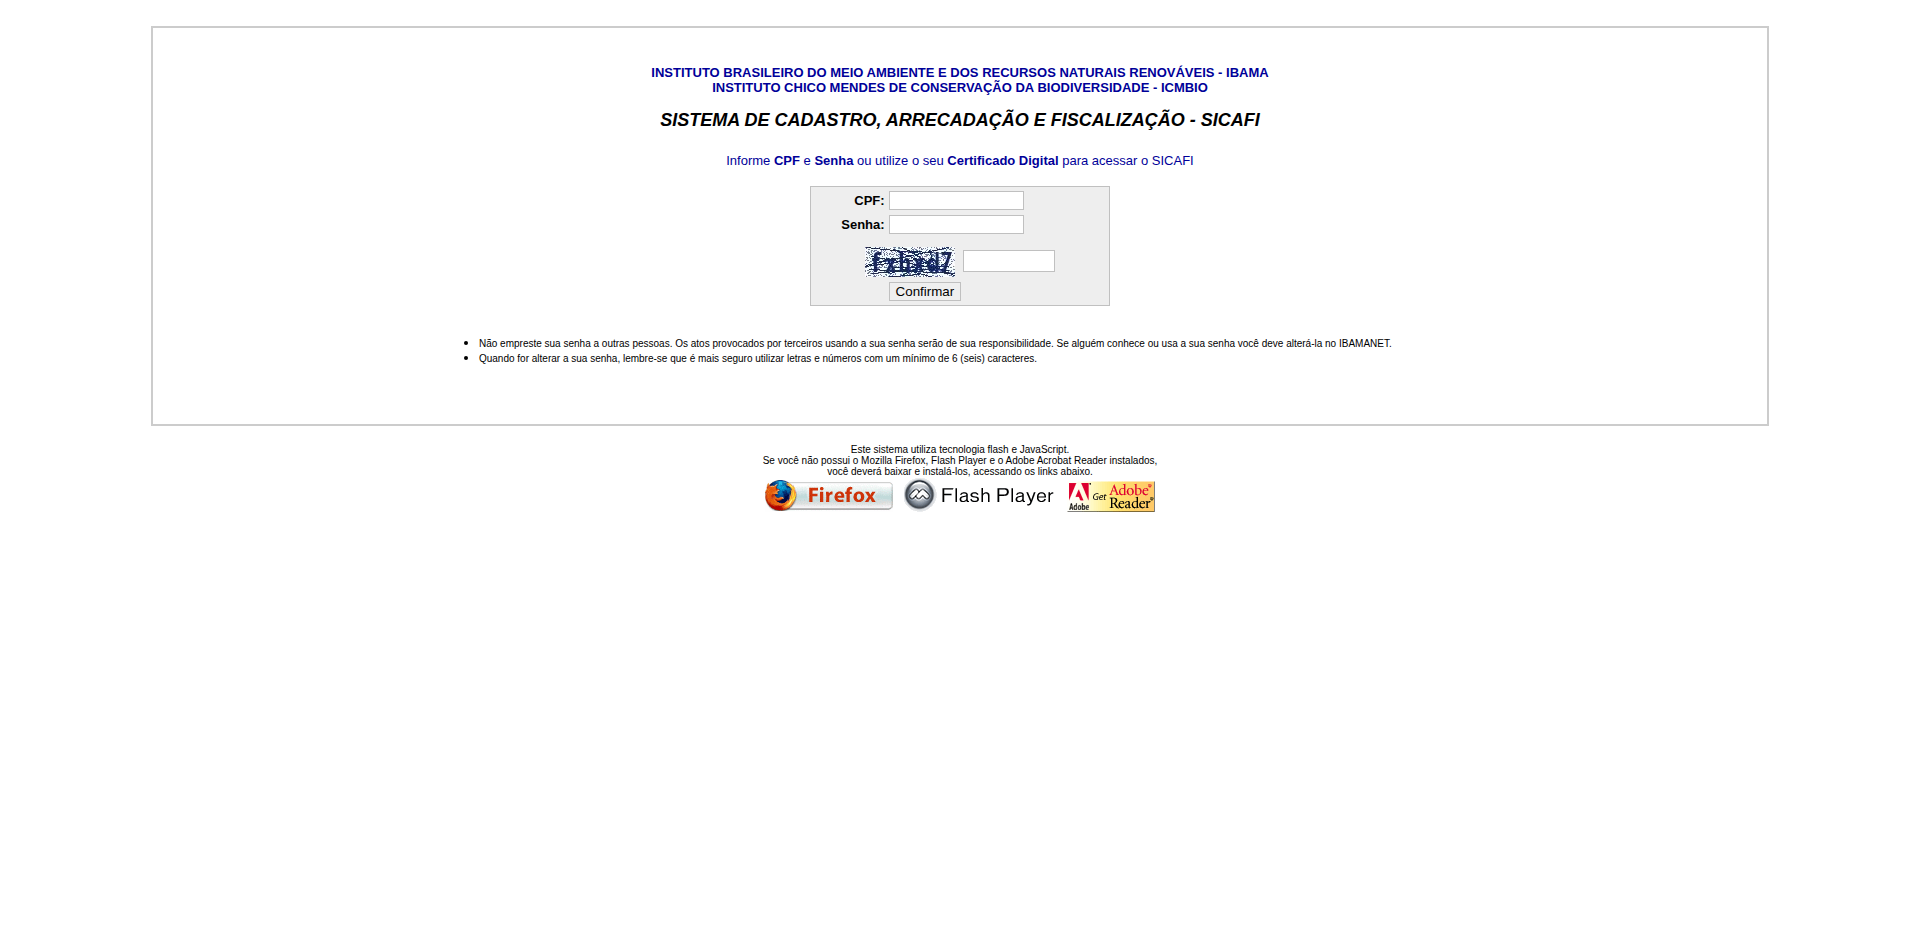 INSTITUTO BRASILEIRO DO MEIO AMBIENTE E DOS RECURSOS NATURAIS RENOVÁVEIS - IBAMA
INSTITUTO CHICO MENDES DE CONSERVAÇÃO DA BIODIVERSIDADE - ICMBIO
SISTEMA DE CADASTRO, ARRECADAÇÃO E FISCALIZAÇÃO - SICAFI
Informe CPF e Senha ou utilize o seu Certificado Digital para acessar o SICAFI
CPF:
Senha:
Confirmar
Não empreste sua senha a outras pessoas. Os atos provocados por terceiros usando a sua senha serão de sua responsibilidade. Se alguém conhece ou usa a sua senha você deve alterá-la no IBAMANET.
Quando for alterar a sua senha, lembre-se que é mais seguro utilizar letras e números com um mínimo de 6 (seis) caracteres.
Este sistema utiliza tecnologia flash e JavaScript.
Se você não possui o Mozilla Firefox, Flash Player e o Adobe Acrobat Reader instalados,
você deverá baixar e instalá-los, acessando os links abaixo.
Firefox
Flash Player
Adobe
Get Adobe® Reader®